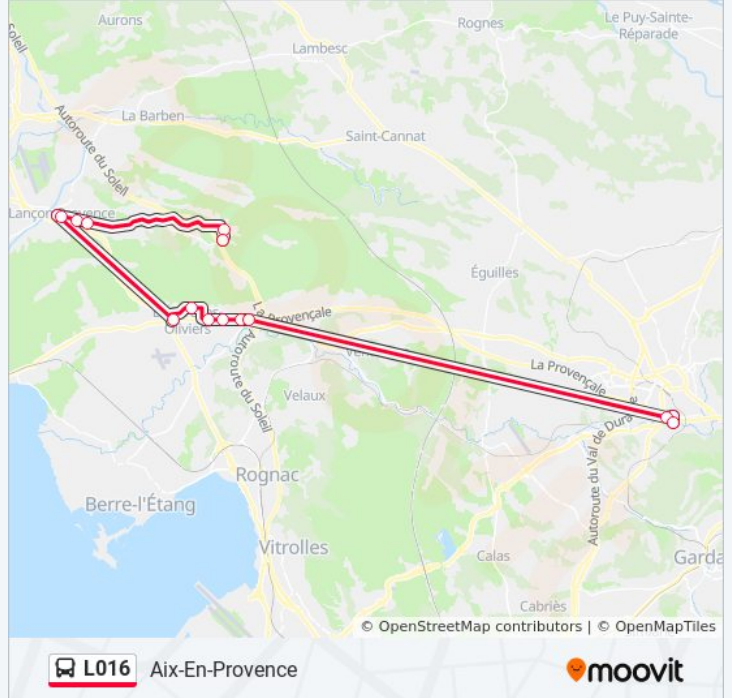 Aurons
Rognes
Le Puy-Sainte-
Réparade
Soleil
Lambesc
La Barben
Autoroute du Soleil
Saint-Cannat
Éguilles
La Provençale
Oliviers
La Provençale
Autoroute du Soleil
Velaux
Autoroute du Val de Durance
Rognac
Berre-l'Étang
Vitrolles
Calas
Garda
Cabriès
© OpenStreetMap contributors | © OpenMapTiles
L016 Aix-En-Provence
moovit